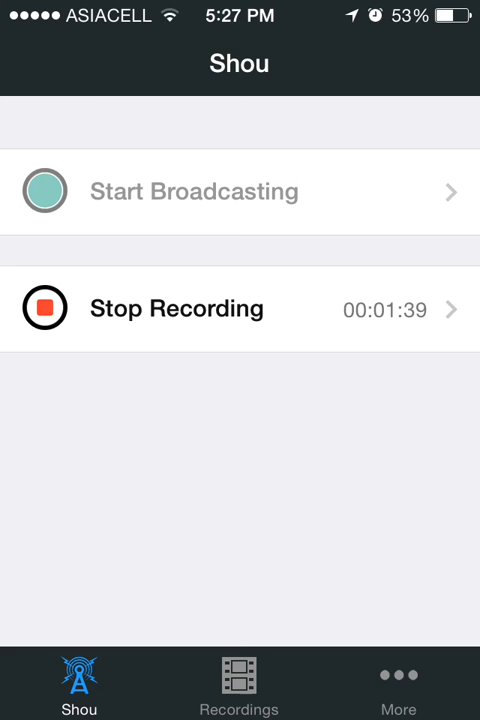 ASIACELL 5:27 PM 53%
Shou
Start Broadcasting
Stop Recording 00:01:39
Shou Recordings More